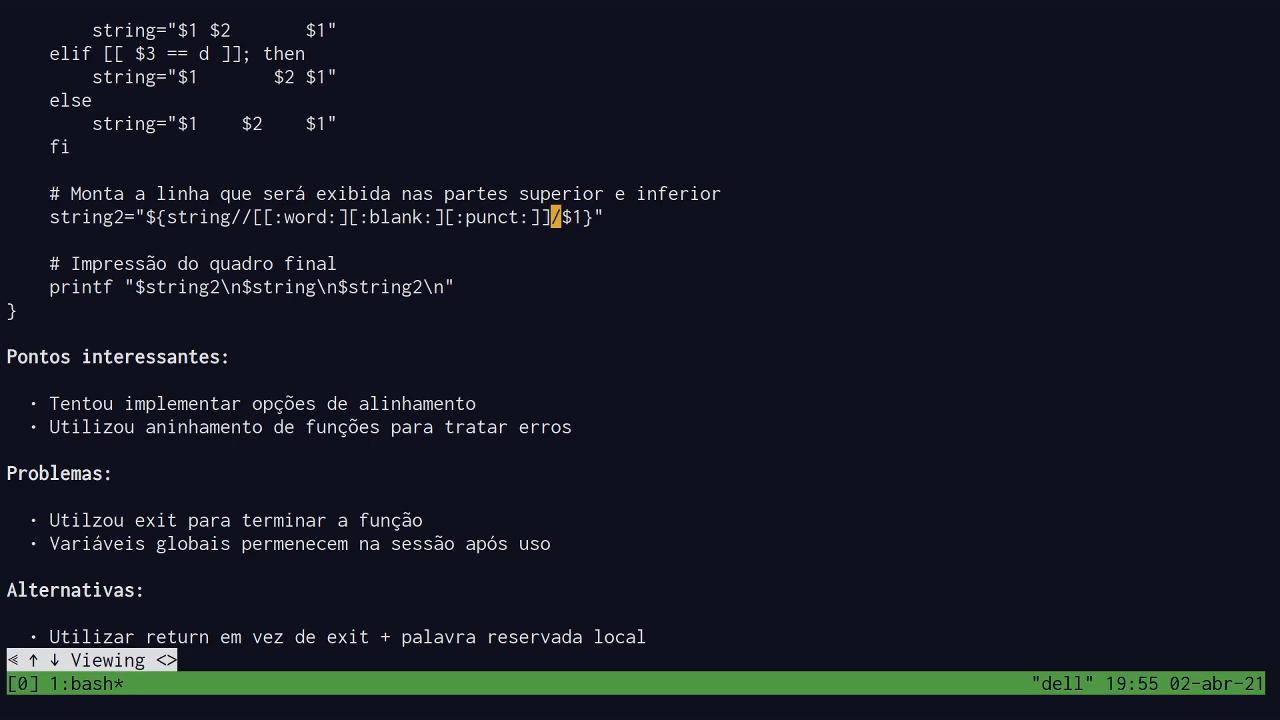 string="$1 $2       $1"
    elif [[ $3 == d ]]; then
        string="$1       $2 $1"
    else
        string="$1    $2    $1"
    fi

    # Monta a linha que será exibida nas partes superior e inferior
    string2="${string//[[:word:][:blank:][:punct:]]/$1}"

    # Impressão do quadro final
    printf "$string2\n$string\n$string2\n"
}

Pontos interessantes:

  · Tentou implementar opções de alinhamento
  · Utilizou aninhamento de funções para tratar erros

Problemas:

  · Utilzou exit para terminar a função
  · Variáveis globais permenecem na sessão após uso

Alternativas:

  · Utilizar return em vez de exit + palavra reservada local
⋞ ↑ ↓ Viewing <>
[0] 1:bash* "dell" 19:55 02-abr-21